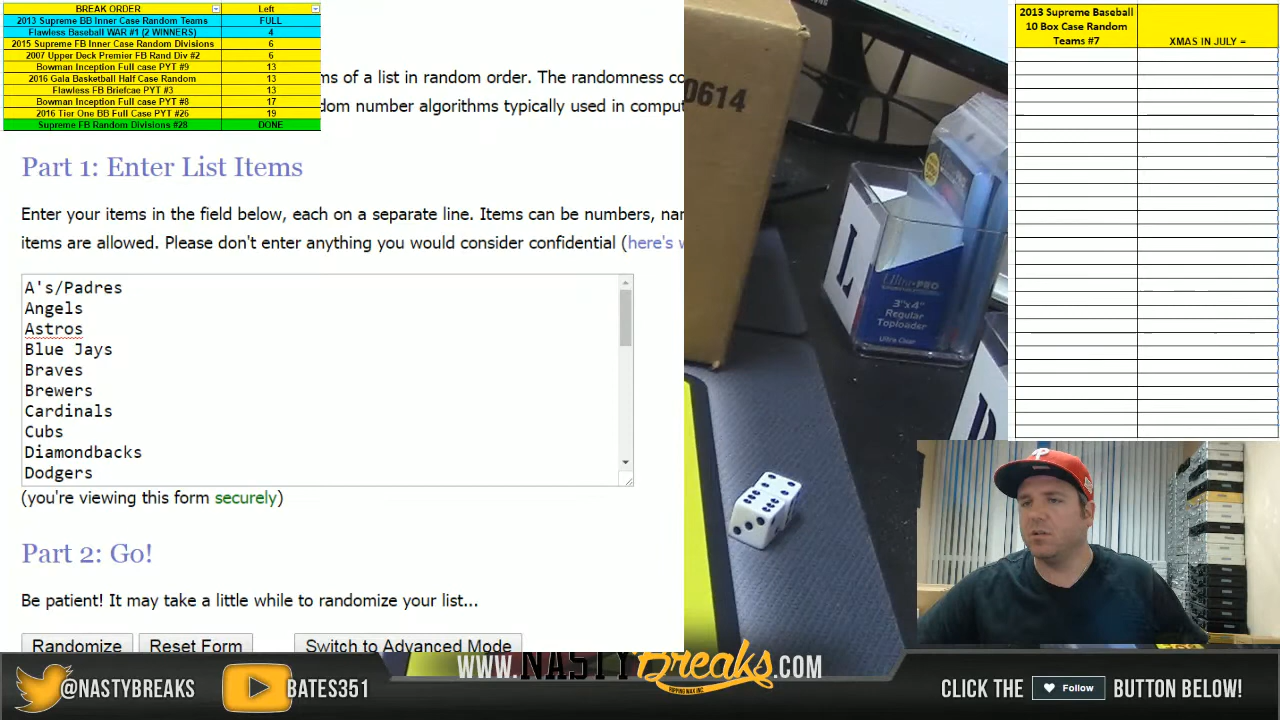 BREAK ORDER Left
2013 Supreme BB Inner Case Random Teams FULL
Flawless Baseball WAR #1 (2 WINNERS) 4
2015 Supreme FB Inner Case Random Divisions 6
2007 Upper Deck Premier FB Rand Div #2 6
Bowman Inception Full case PYT #9 13
2016 Gala Basketball Half Case Random 13
Flawless FB Briefcae PYT #3 13
Bowman Inception Full case PYT #8 17
2016 Tier One BB Full Case PYT #26 19
Supreme FB Random Divisions #28 DONE
ms of a list in random order. The randomness co
dom number algorithms typically used in comput
Part 1: Enter List Items
Enter your items in the field below, each on a separate line. Items can be numbers, nar
items are allowed. Please don't enter anything you would consider confidential (here's w
A's/Padres
Angels
Astros
Blue Jays
Braves
Brewers
Cardinals
Cubs
Diamondbacks
Dodgers
(you're viewing this form securely)
Part 2: Go!
Be patient! It may take a little while to randomize your list...
Randomize Reset Form Switch to Advanced Mode
0614
L
Ultra PRO
3"x4"
Regular
Toploader
Ultra Clear
D
2013 Supreme Baseball
10 Box Case Random
Teams #7
XMAS IN JULY =
P
@NASTYBREAKS
BATES351
WWW.NASTYBreaks.COM
RIPPING WAX INC.
CLICK THE Follow BUTTON BELOW!